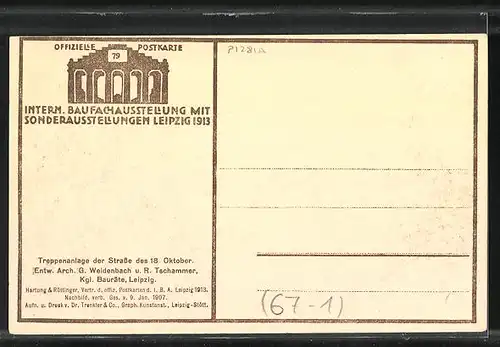 OFFIZIELLE POSTKARTE
79
P1281a
INTERN. BAUFACHAUSSTELLUNG MIT
SONDERAUSSTELLUNGEN LEIPZIG 1913
Treppenanlage der Straße des 18. Oktober.
Entw. Arch. G. Weidenbach u. R. Tschammer,
Kgl. Bauräte, Leipzig.
Hartung & Röttinger, Vertr. d. offiz. Postkarten d. I. B. A. Leipzig 1913.
Nachbild. verb. Ges. v. 9. Jan. 1907.
Aufn. u. Druck v. Dr. Trenkler & Co., Graph. Kunstanst., Leipzig-Stött.
(67-1)